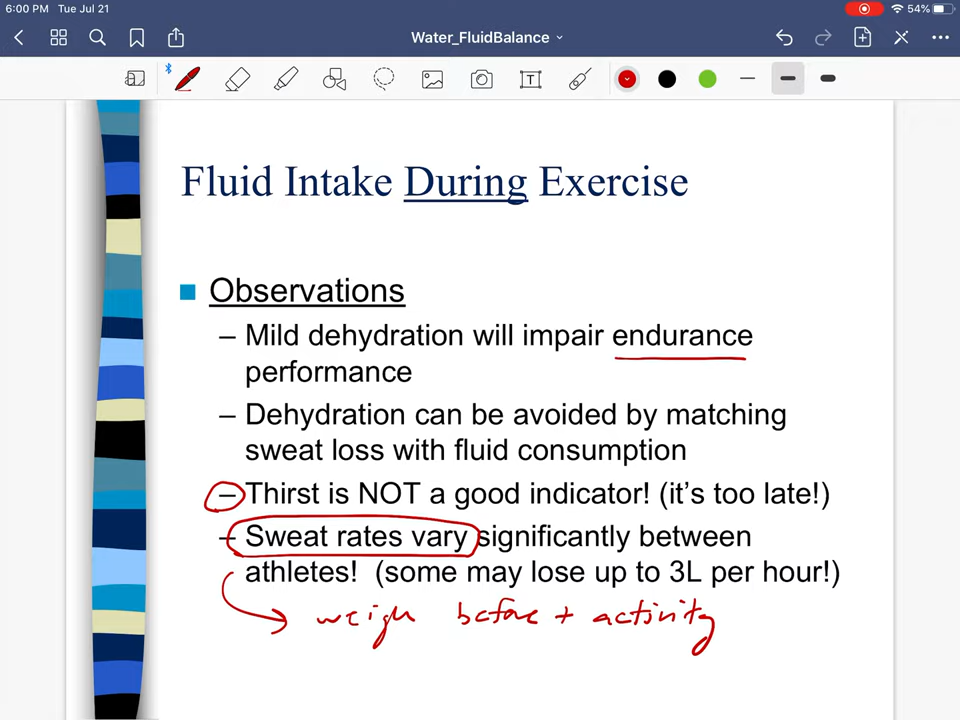 6:00 PM Tue Jul 21
54%
Water_FluidBalance
T
Fluid Intake During Exercise
Observations
– Mild dehydration will impair endurance
performance
– Dehydration can be avoided by matching
sweat loss with fluid consumption
– Thirst is NOT a good indicator! (it's too late!)
– Sweat rates vary significantly between
athletes! (some may lose up to 3L per hour!)
weigh before + activity